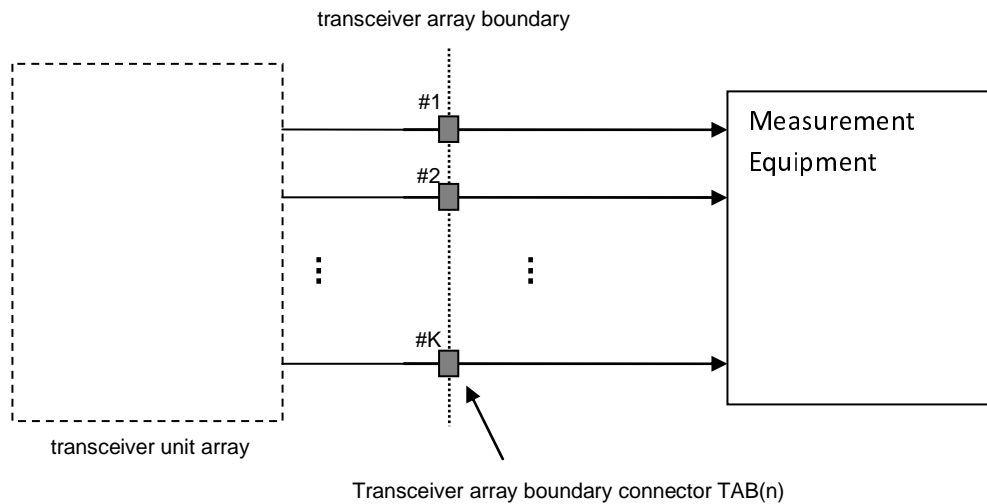 transceiver array boundary
#1
Measurement
Equipment
#2
#K
transceiver unit array
Transceiver array boundary connector TAB(n)